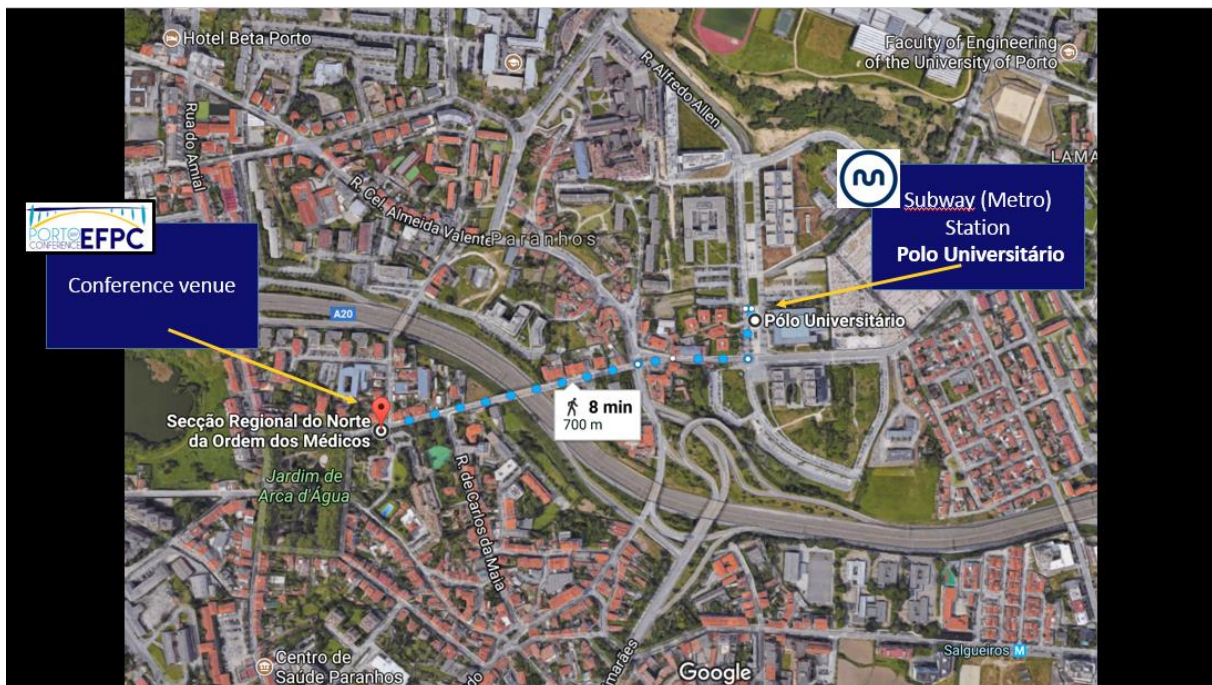 Hotel Beta Porto
Faculty of Engineering
of the University of Porto
R. Alfredo Allen
Rua do Amial
LAMA
R. Cel. Almeida Valente
Paranhos
PORTO
CONFERENCE
EFPC
Conference venue
Subway (Metro)
Station
Polo Universitário
A20
Pólo Universitário
8 min
700 m
Secção Regional do Norte
da Ordem dos Médicos
Jardim de
Arca d'Água
R. de Carlos da Maia
Centro de
Saúde Paranhos
do
imarães
Google
Salgueiros M